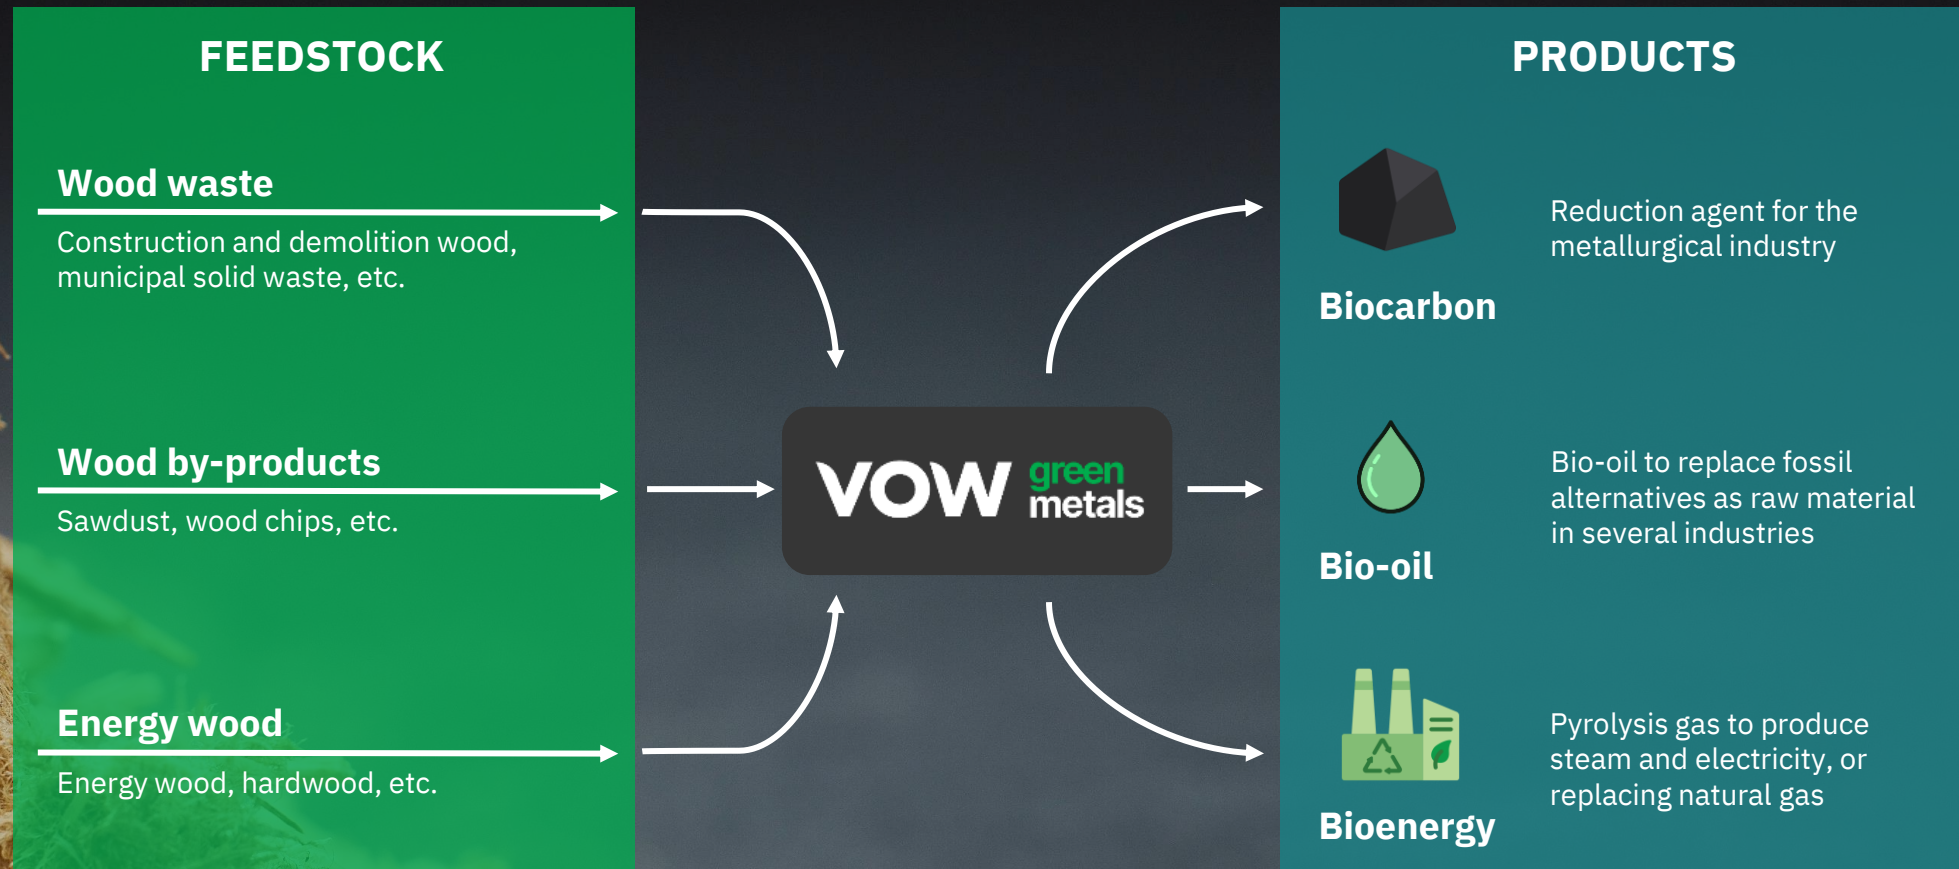 FEEDSTOCK
Wood waste
Construction and demolition wood,
municipal solid waste, etc.
Wood by-products
Sawdust, wood chips, etc.
Energy wood
Energy wood, hardwood, etc.
VOW green
metals
PRODUCTS
Reduction agent for the
metallurgical industry
Biocarbon
Bio-oil to replace fossil
alternatives as raw material
in several industries
Bio-oil
Pyrolysis gas to produce
steam and electricity, or
replacing natural gas
Bioenergy